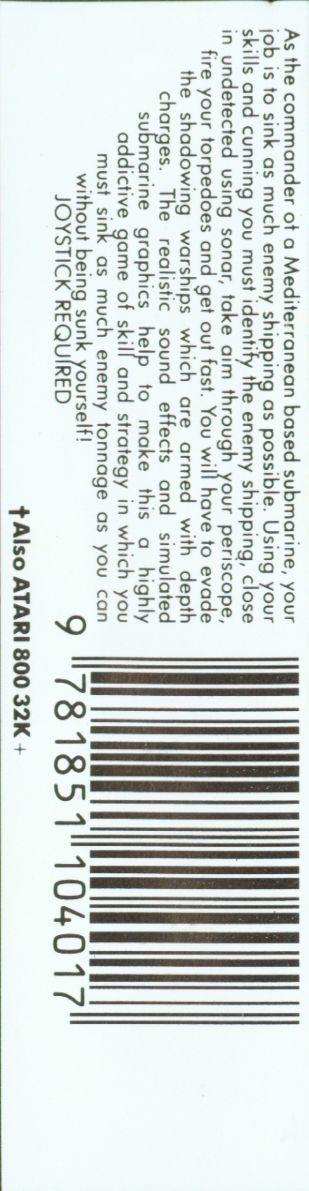 As the commander of a Mediterranean based submarine, your
job is to sink as much enemy shipping as possible. Using your
skills and cunning you must identify the enemy shipping, close
in undetected using sonar, take aim through your periscope,
fire your torpedoes and get out fast. You will have to evade
the shadowing warships which are armed with depth
charges. The realistic sound effects and simulated
submarine graphics help to make this a highly
addictive game of skill and strategy in which you
must sink as much enemy tonnage as you can
without being sunk yourself!
JOYSTICK REQUIRED
9 781851 104017
†Also ATARI 800 32K +